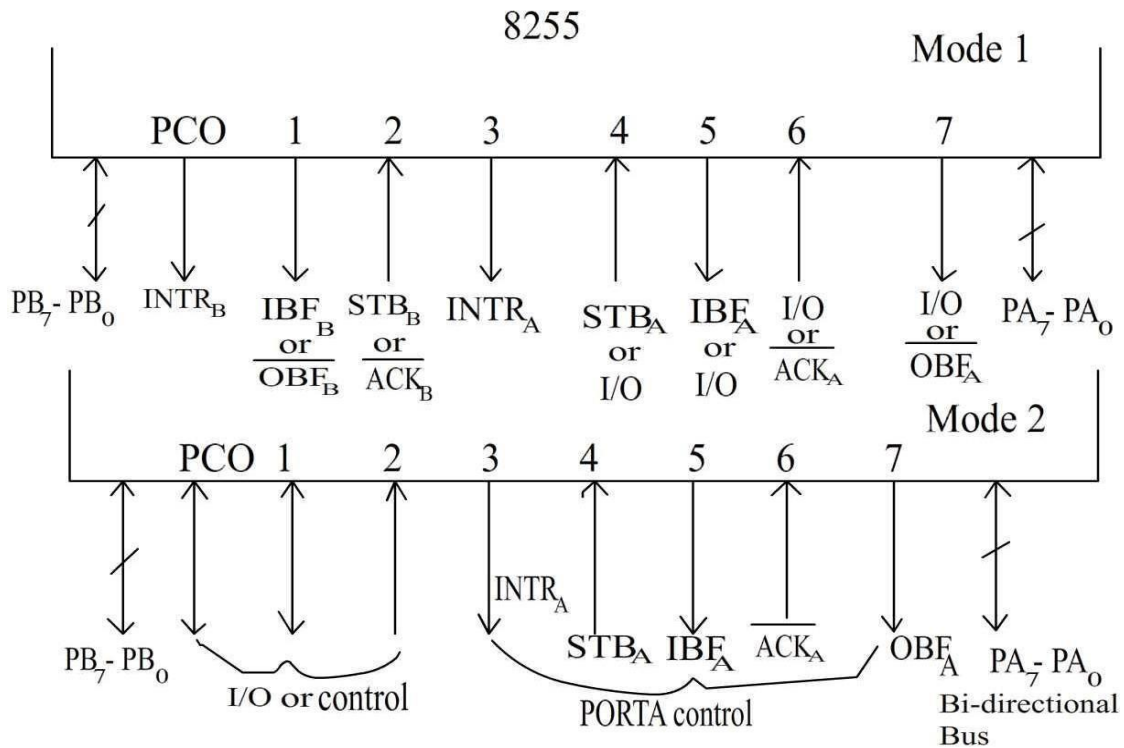 8255
Mode 1
PCO 1 2 3 4 5 6 7
PB7- PB0 INTRB IBFB or OBFB STBB or ACKB INTRA STBA or I/O IBFA or I/O I/O or ACKA I/O or OBFA PA7- PA0
Mode 2
PCO 1 2 3 4 5 6 7
INTRA
PB7- PB0 STBA IBFA ACKA OBFA PA7- PA0
I/O or control
PORTA control
Bi-directional
Bus